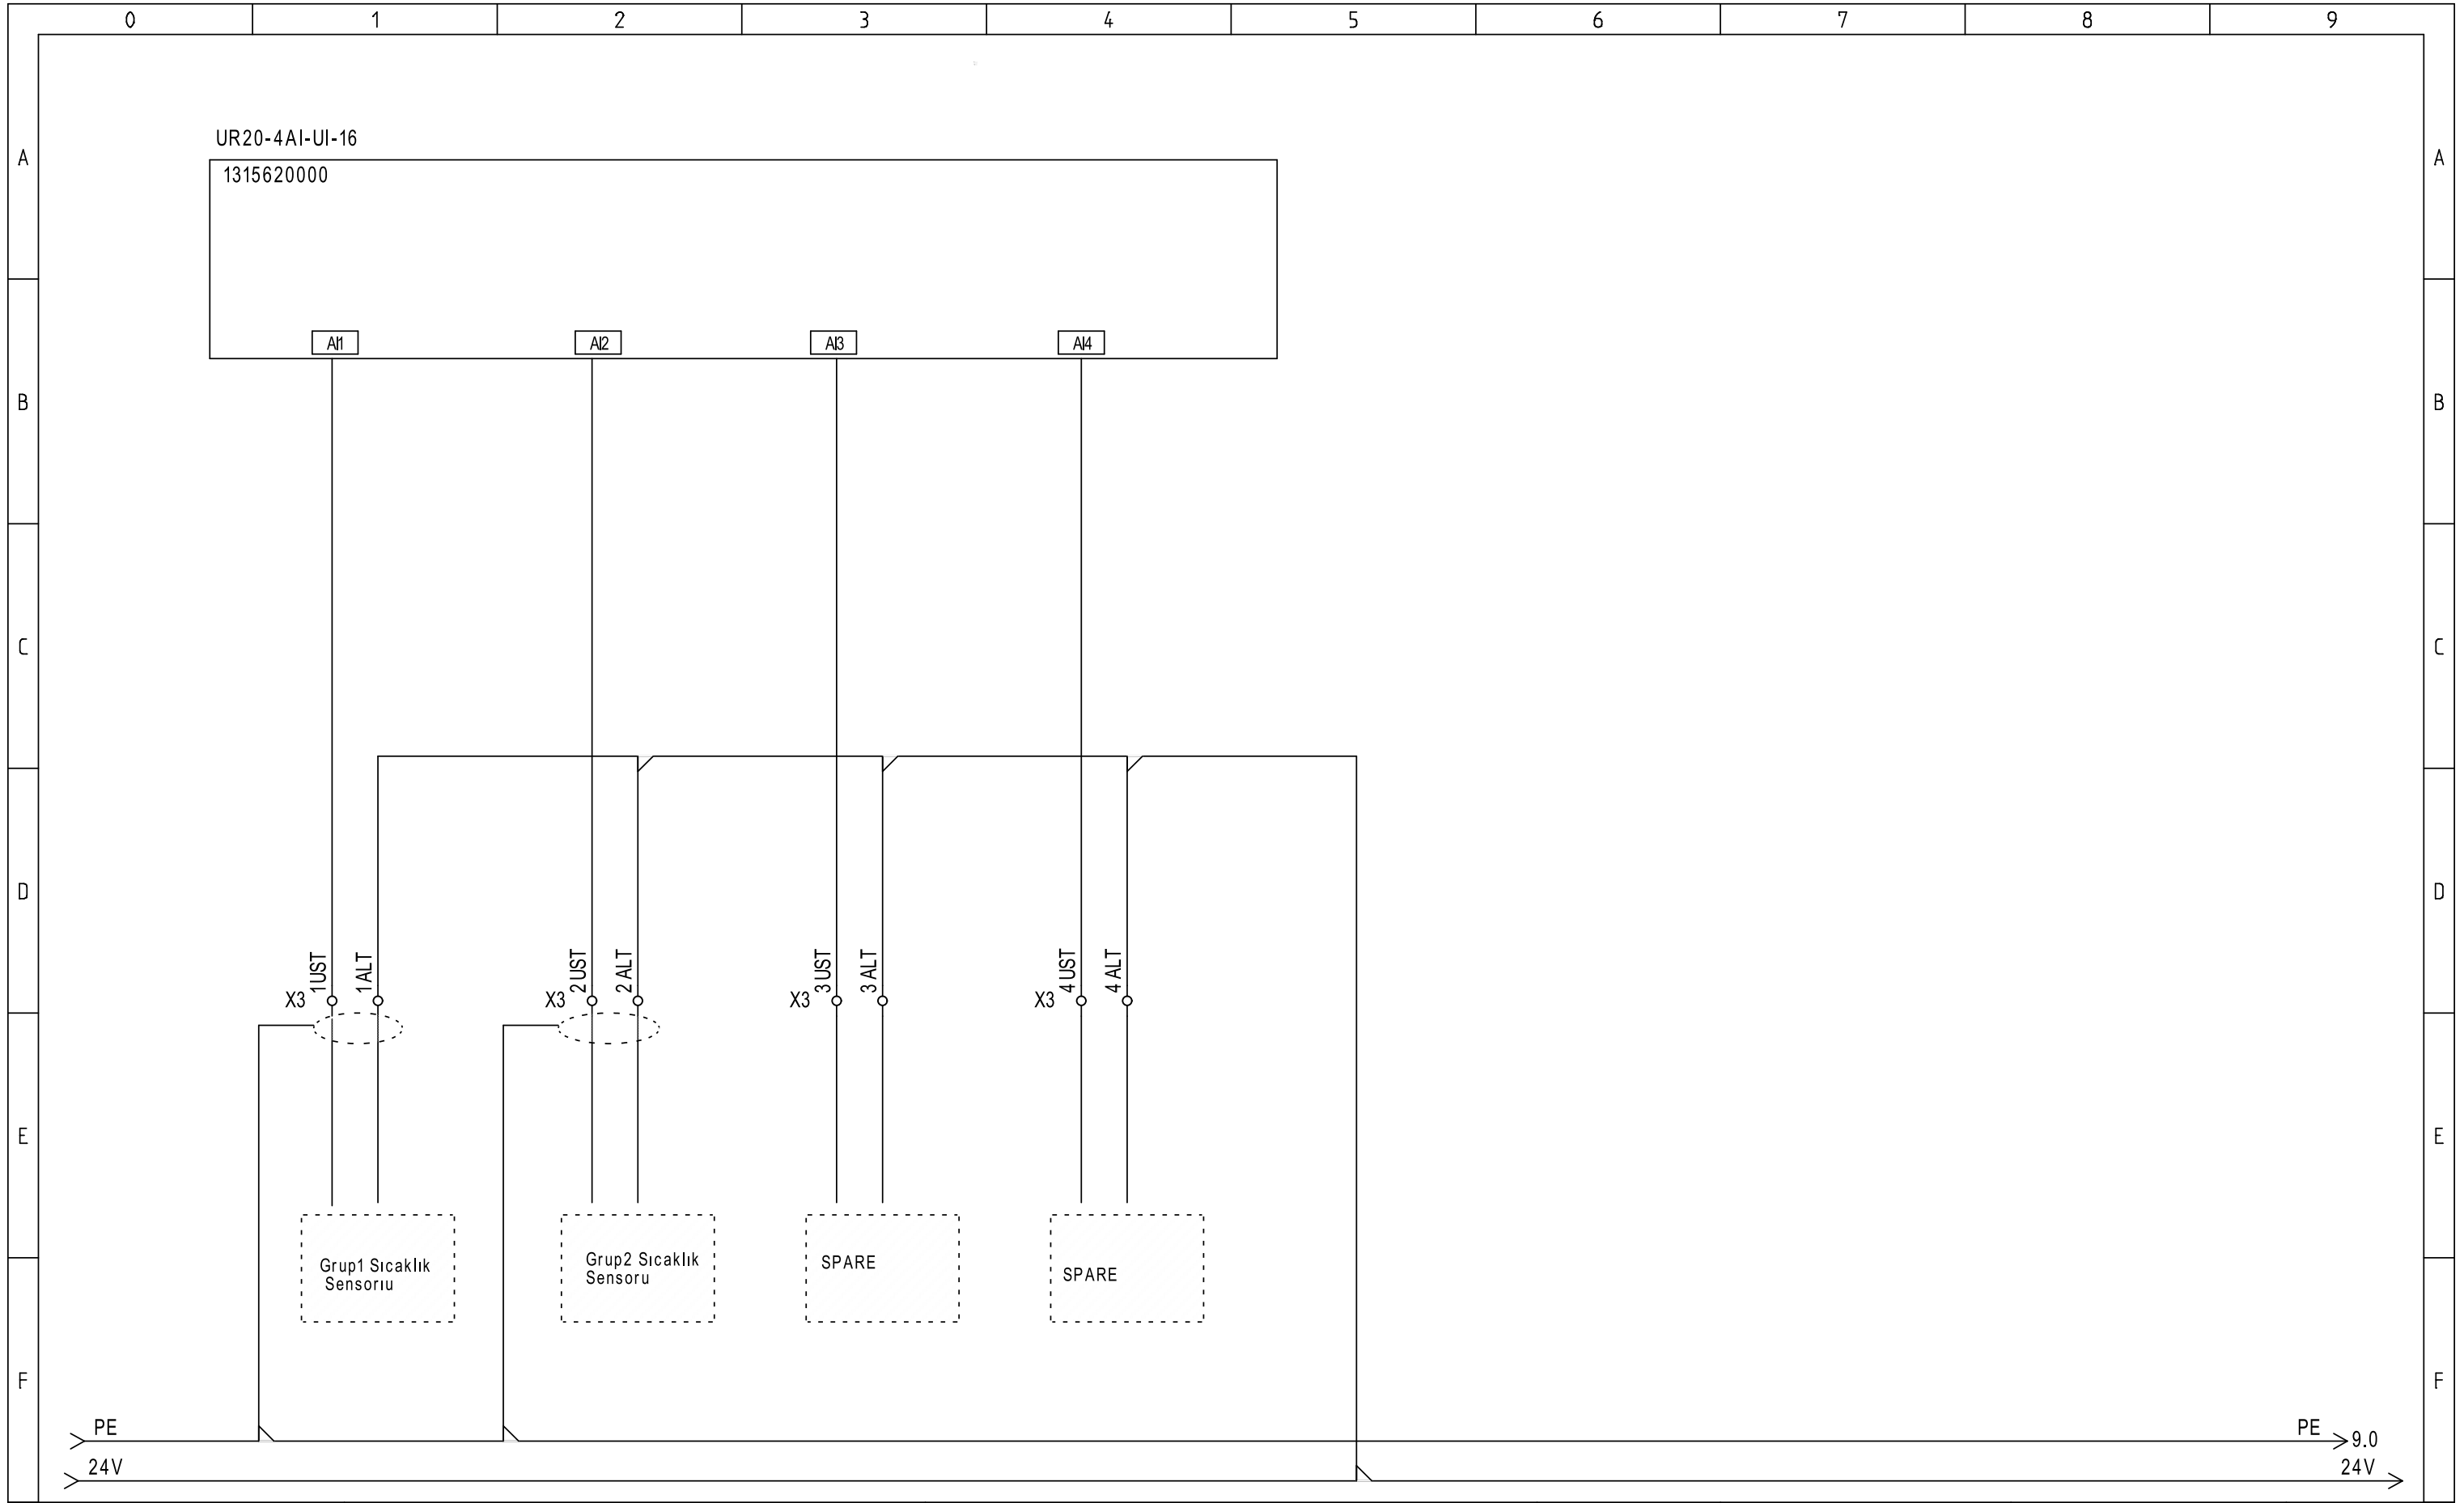 0 1 2 3 4 5 6 7 8 9
UR20-4AI-UI-16
A A
1315620000
AI1 AI2 AI3 AI4
B B
C C
D D
1UST 1ALT 2UST 2ALT 3UST 3ALT 4UST 4ALT
X3 X3 X3 X3
E E
Grup1 Sıcaklık
Sensorıu
Grup2 Sıcaklık
Sensoru
SPARE
SPARE
F F
PE PE
9.0
24V 24V